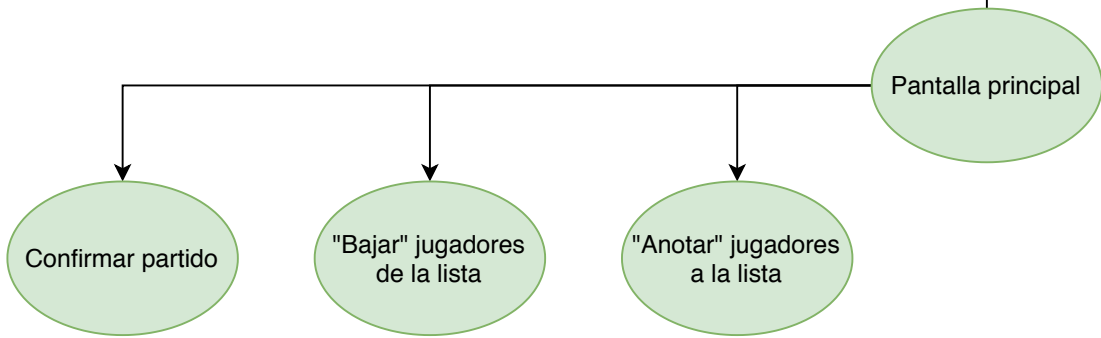 Pantalla principal
Confirmar partido
"Bajar" jugadores
de la lista
"Anotar" jugadores
a la lista